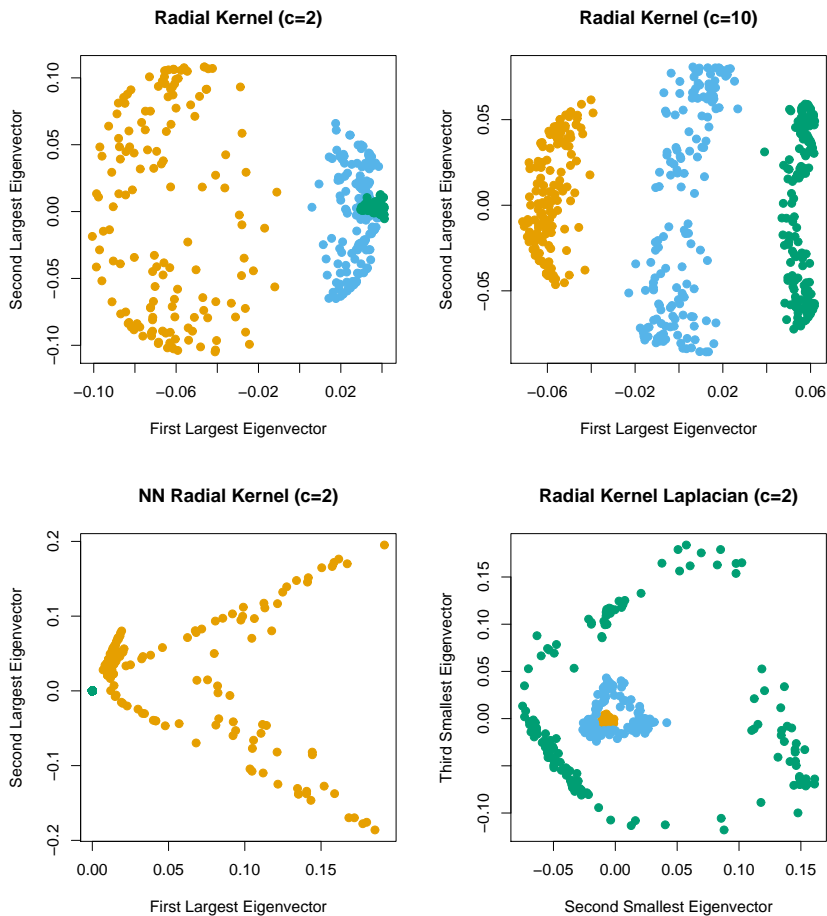 Radial Kernel (c=2)
Second Largest Eigenvector
0.10
0.05
0.00
−0.05
−0.10
−0.10
−0.06
−0.02
0.02
First Largest Eigenvector
Radial Kernel (c=10)
Second Largest Eigenvector
0.05
0.00
−0.05
−0.06
−0.02
0.02
0.06
First Largest Eigenvector
NN Radial Kernel (c=2)
Second Largest Eigenvector
0.2
0.1
0.0
−0.1
−0.2
0.00
0.05
0.10
0.15
First Largest Eigenvector
Radial Kernel Laplacian (c=2)
Third Smallest Eigenvector
0.15
0.10
0.05
0.00
−0.10
−0.05
0.00
0.05
0.10
0.15
Second Smallest Eigenvector